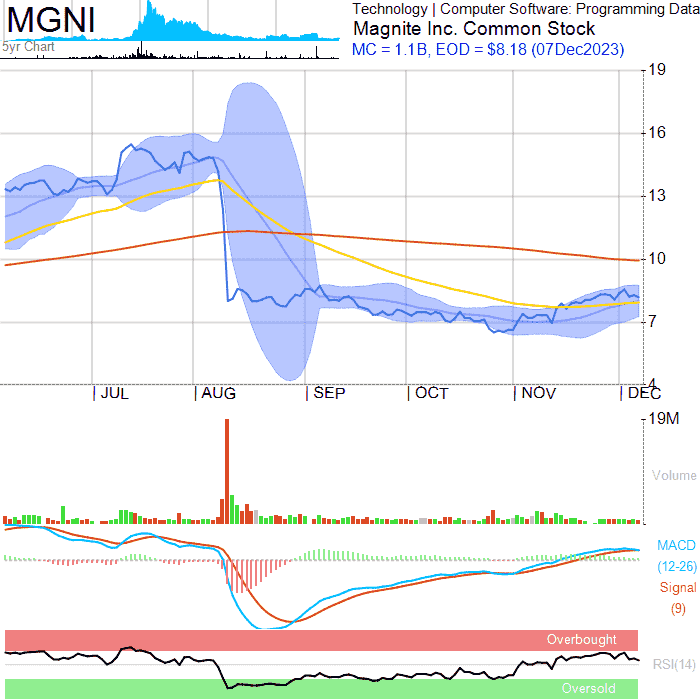 MGNI
5yr Chart
Technology | Computer Software: Programming Data
Magnite Inc. Common Stock
MC = 1.1B, EOD = $8.18 (07Dec2023)
19
16
13
10
7
4
JUL AUG SEP OCT NOV DEC
19M
Volume
MACD
(12-26)
Signal
(9)
Overbought
RSI(14)
Oversold